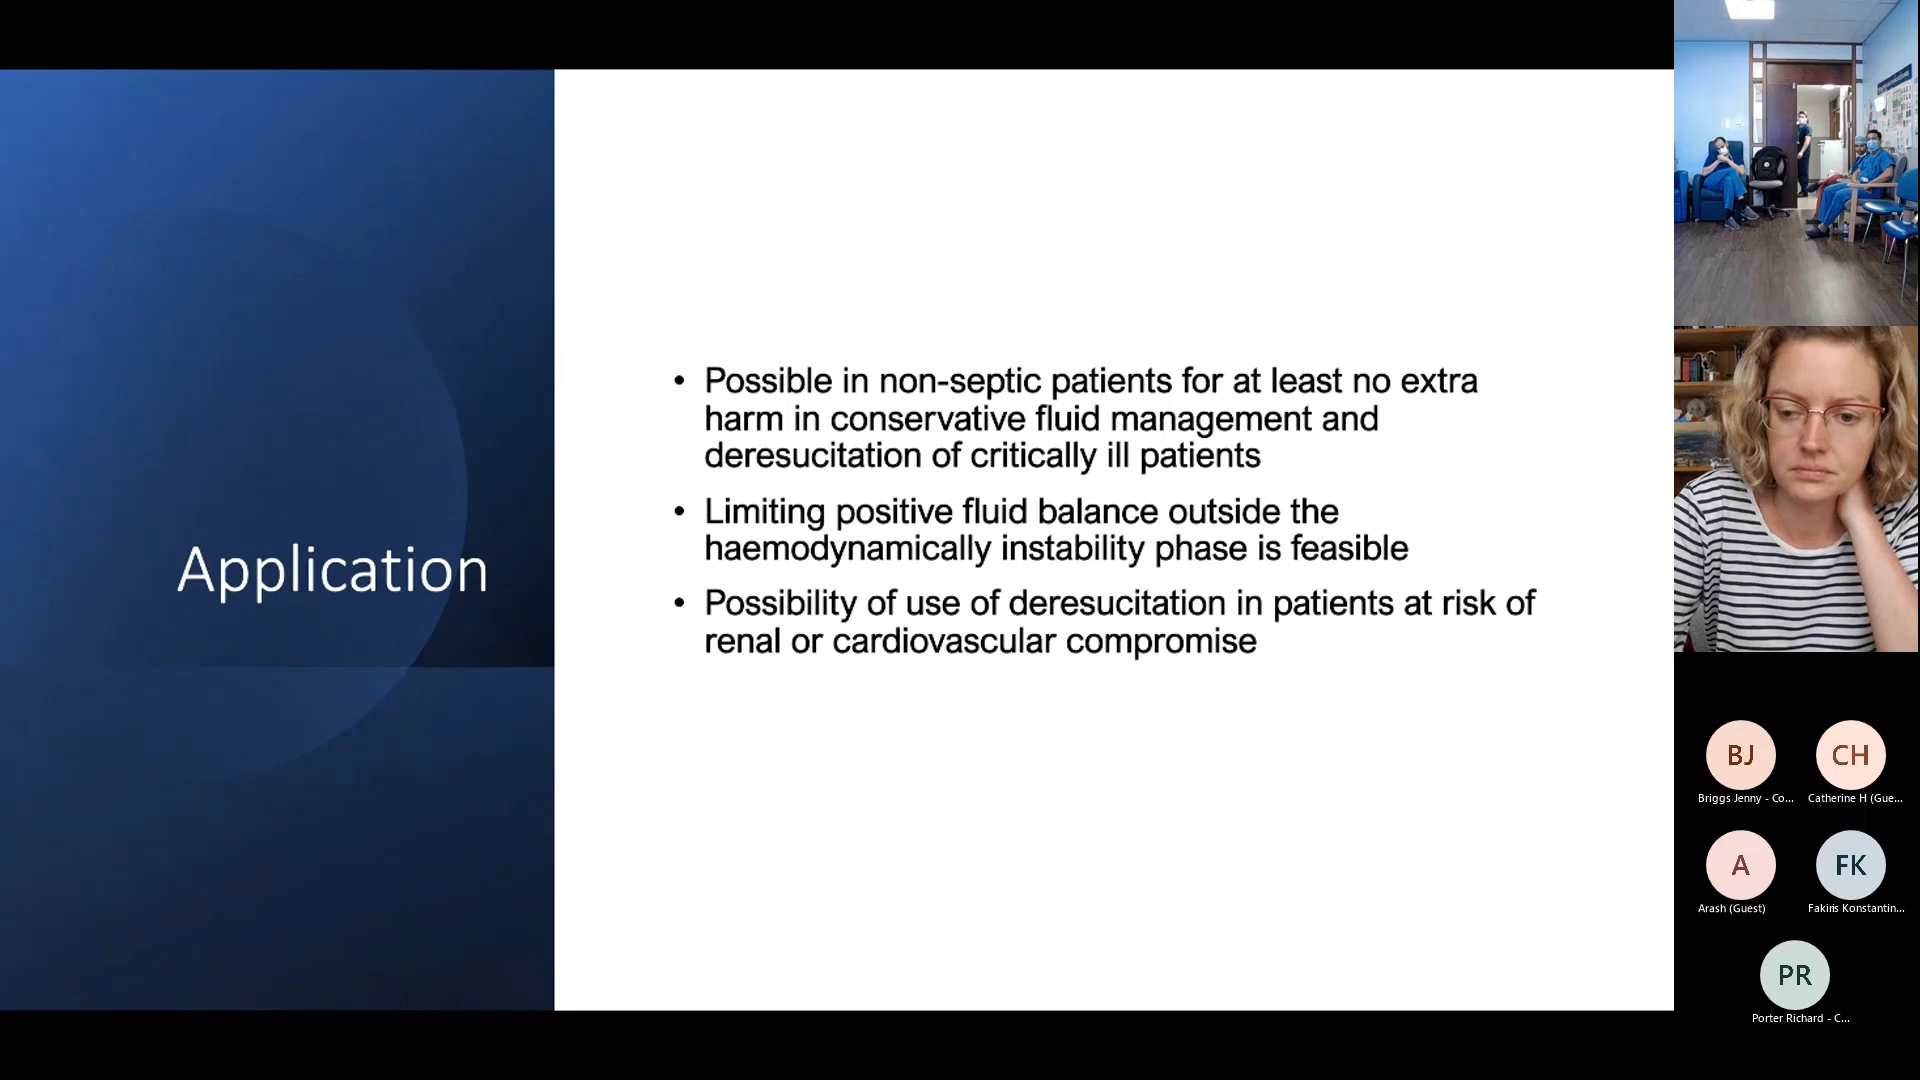 Application
• Possible in non-septic patients for at least no extra
harm in conservative fluid management and
deresucitation of critically ill patients
• Limiting positive fluid balance outside the
haemodynamically instability phase is feasible
• Possibility of use of deresucitation in patients at risk of
renal or cardiovascular compromise
BJ
CH
Briggs Jenny - Co...
Catherine H (Gue...
A
FK
Arash (Guest)
Fakiris Konstantin...
PR
Porter Richard - C...